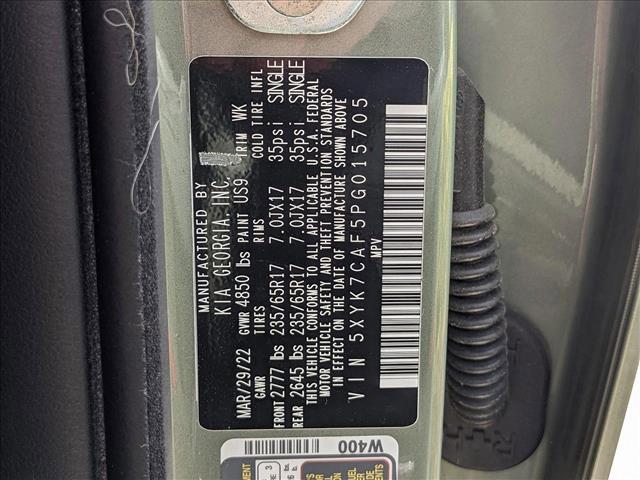 MANUFACTURED BY
KIA GEORGIA, INC.
MAR/29/22 GVWR 4850 lbs PAINT US9 TRIM WK
GAWR TIRES RIMS COLD TIRE INFL
FRONT 2777 lbs 235/65R17 7.0JX17 35psi SINGLE
REAR 2645 lbs 235/65R17 7.0JX17 35psi SINGLE
THIS VEHICLE CONFORMS TO ALL APPLICABLE U.S.A. FEDERAL
MOTOR VEHICLE SAFETY AND THEFT PREVENTION STANDARDS
IN EFFECT ON THE DATE OF MANUFACTURE SHOWN ABOVE
VIN 5XYK7CAF5PG015705
MPV
W400